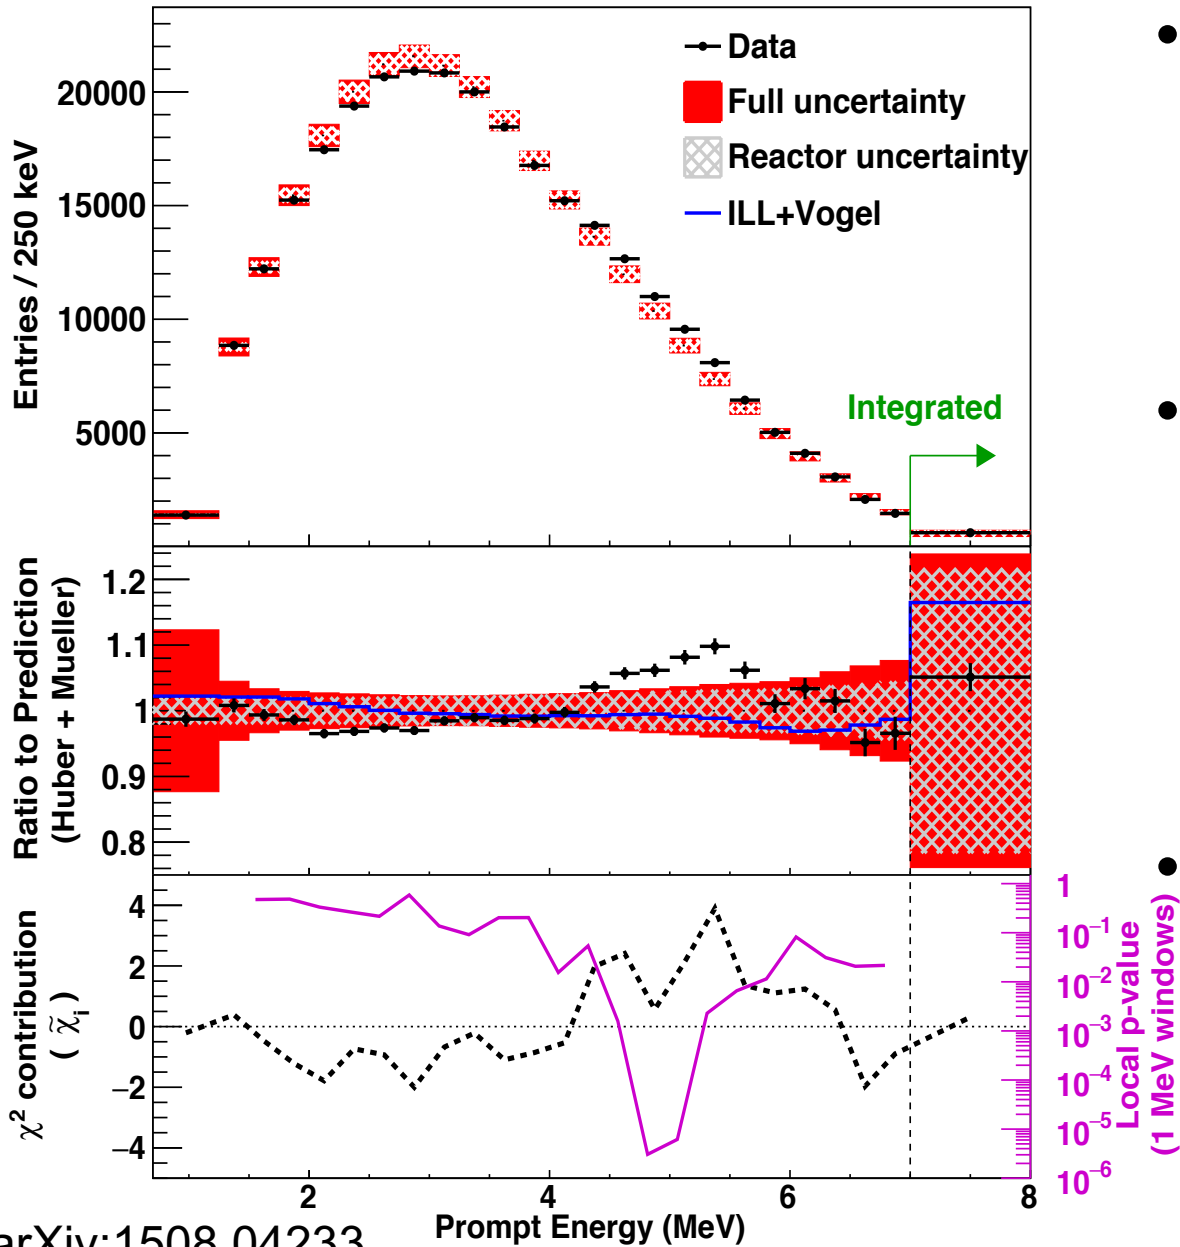 Data
Full uncertainty
Reactor uncertainty
ILL+Vogel
Entries / 250 keV
20000
15000
10000
5000
Integrated
Ratio to Prediction
(Huber + Mueller)
1.2
1.1
1
0.9
0.8
χ² contribution
( χ̃ᵢ )
4
2
0
−2
−4
1
10⁻¹
10⁻²
10⁻³
10⁻⁴
10⁻⁵
10⁻⁶
Local p-value
(1 MeV windows)
2
4
6
8
Prompt Energy (MeV)
arXiv:1508.04233